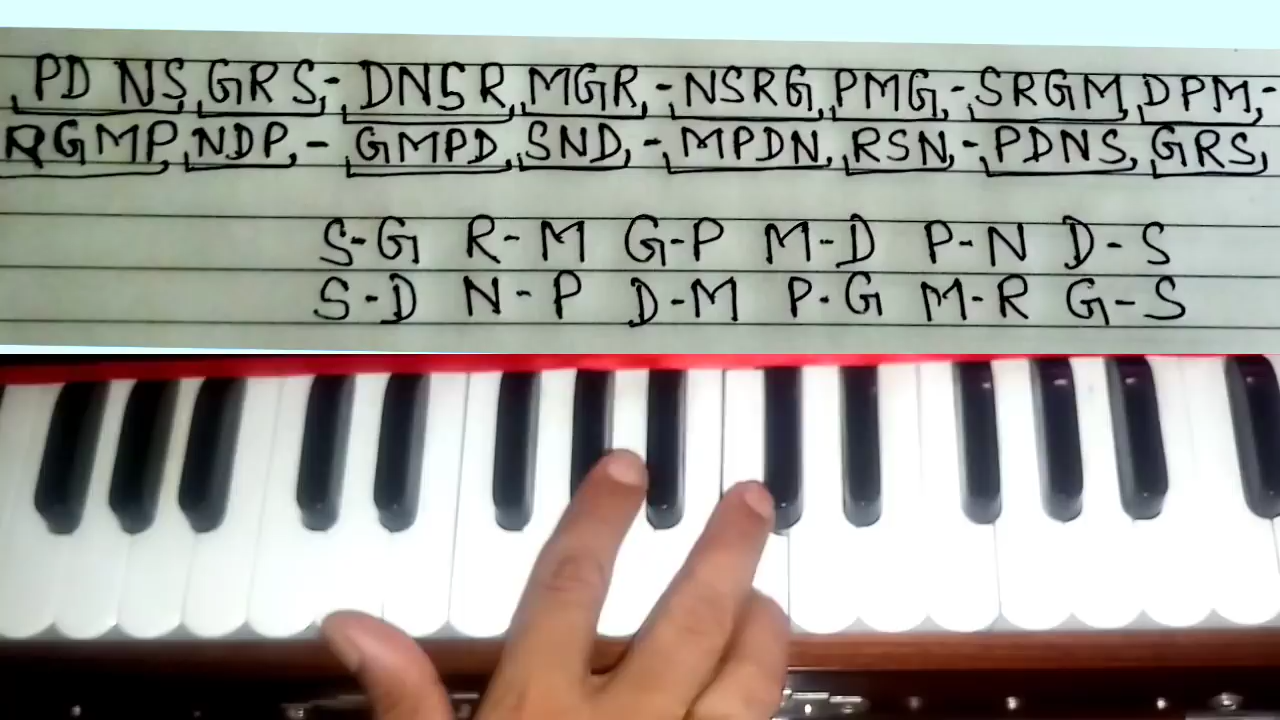 PD NS, GRS,- DNSR, MGR,- NSRG, PMG,- SRGM, DPM,-
RGMP, NDP,- GMPD, SND,- MPDN, RSN,- PDNS, GRS,
S-G R-M G-P M-D P-N D-S
S-D N-P D-M P-G M-R G-S